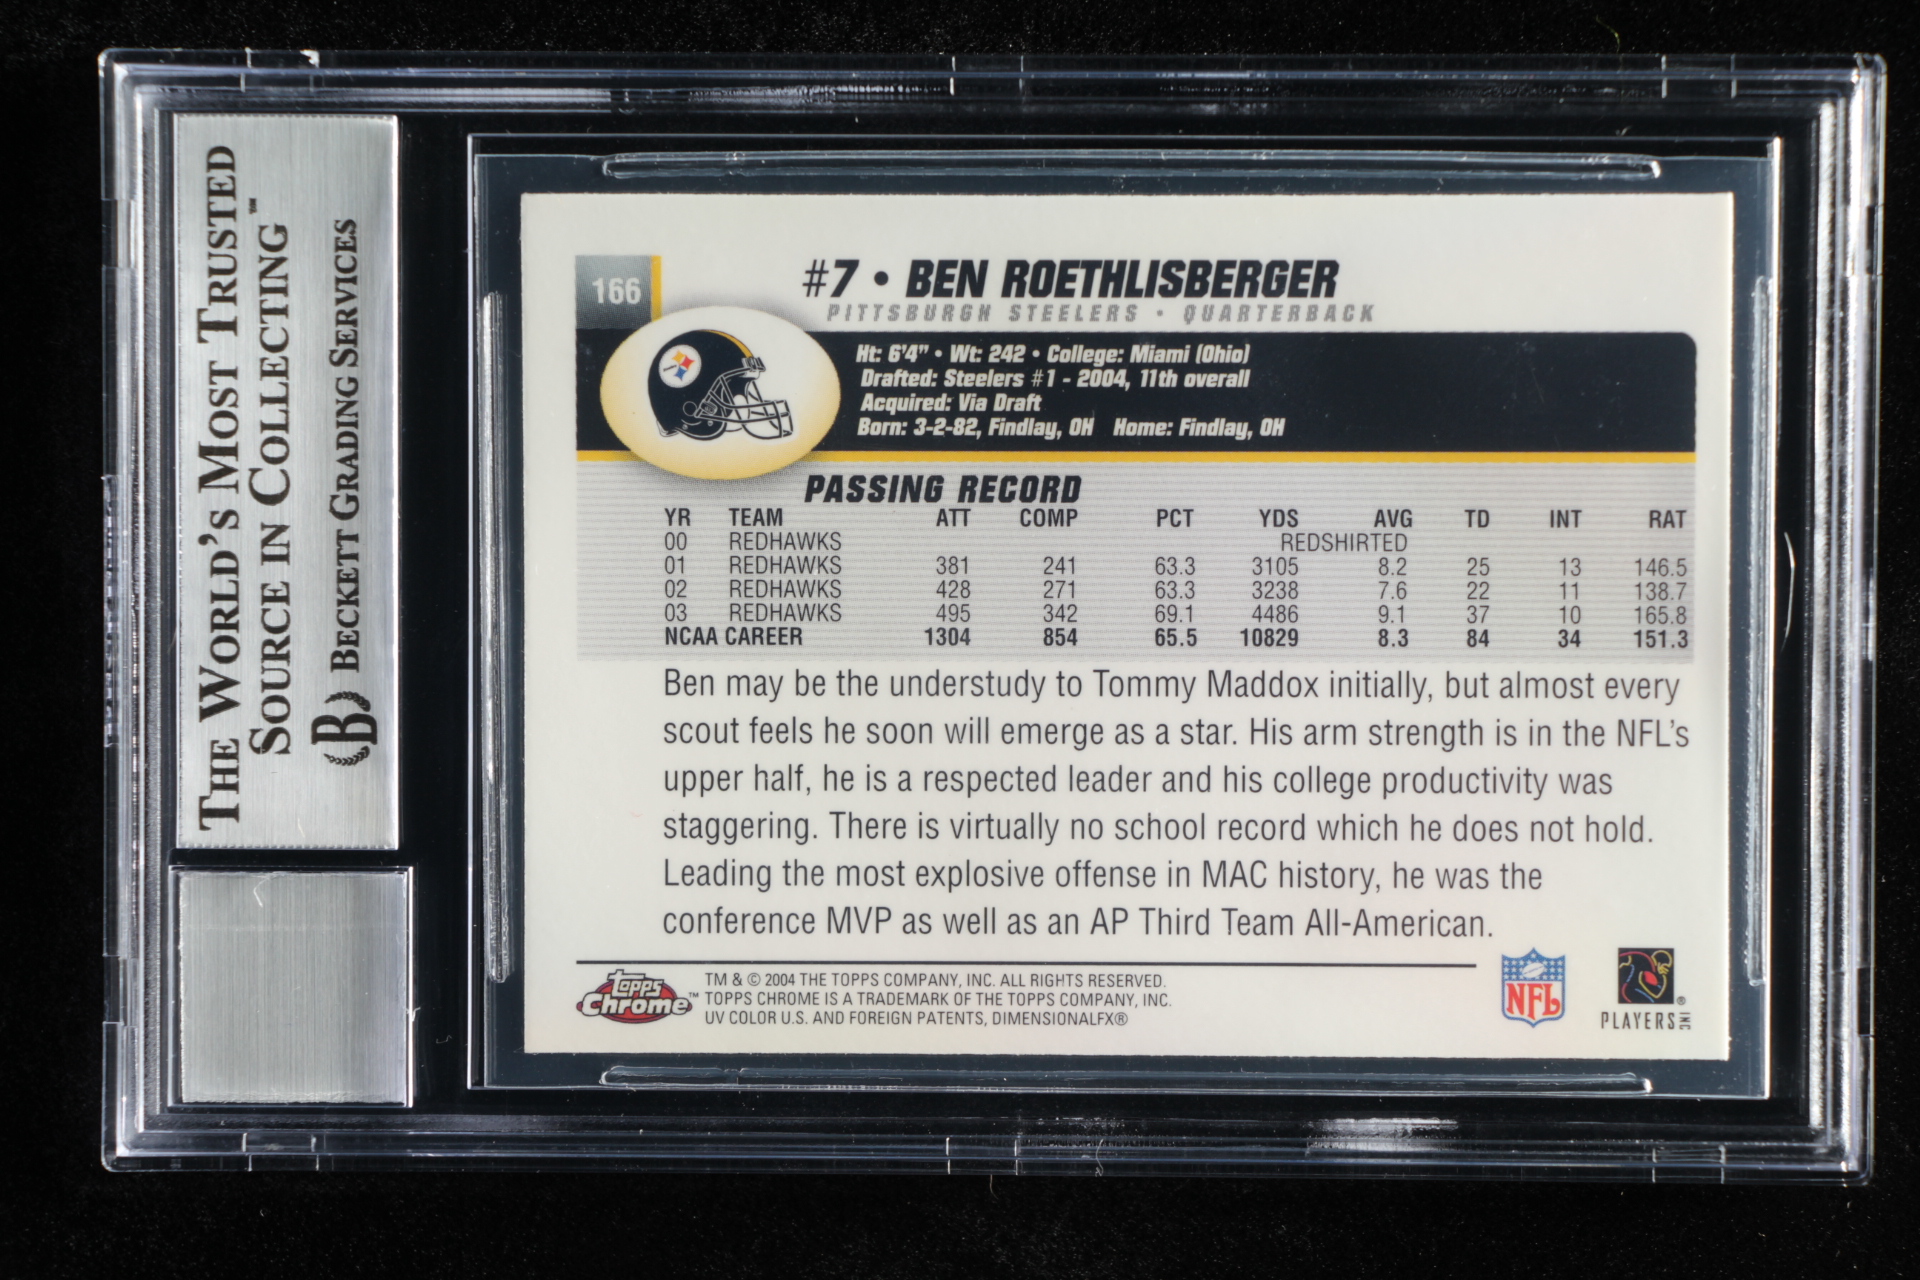 THE WORLD'S MOST TRUSTED
SOURCE IN COLLECTING™
BECKETT GRADING SERVICES
166
#7 • BEN ROETHLISBERGER
PITTSBURGH STEELERS • QUARTERBACK
Ht: 6'4" • Wt: 242 • College: Miami (Ohio)
Drafted: Steelers #1 - 2004, 11th overall
Acquired: Via Draft
Born: 3-2-82, Findlay, OH Home: Findlay, OH
PASSING RECORD
YR TEAM ATT COMP PCT YDS AVG TD INT RAT
00 REDHAWKS REDSHIRTED
01 REDHAWKS 381 241 63.3 3105 8.2 25 13 146.5
02 REDHAWKS 428 271 63.3 3238 7.6 22 11 138.7
03 REDHAWKS 495 342 69.1 4486 9.1 37 10 165.8
NCAA CAREER 1304 854 65.5 10829 8.3 84 34 151.3
Ben may be the understudy to Tommy Maddox initially, but almost every
scout feels he soon will emerge as a star. His arm strength is in the NFL's
upper half, he is a respected leader and his college productivity was
staggering. There is virtually no school record which he does not hold.
Leading the most explosive offense in MAC history, he was the
conference MVP as well as an AP Third Team All-American.
Topps
Chrome™
TM & © 2004 THE TOPPS COMPANY, INC. ALL RIGHTS RESERVED.
TOPPS CHROME IS A TRADEMARK OF THE TOPPS COMPANY, INC.
UV COLOR U.S. AND FOREIGN PATENTS, DIMENSIONALFX®
NFL
PLAYERS INC ®